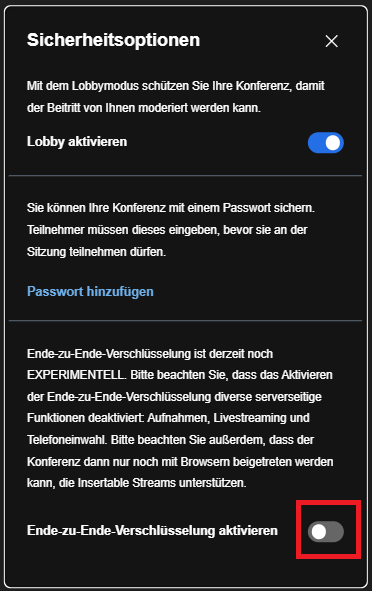 Sicherheitsoptionen
Mit dem Lobbymodus schützen Sie Ihre Konferenz, damit
der Beitritt von Ihnen moderiert werden kann.
Lobby aktivieren
Sie können Ihre Konferenz mit einem Passwort sichern.
Teilnehmer müssen dieses eingeben, bevor sie an der
Sitzung teilnehmen dürfen.
Passwort hinzufügen
Ende-zu-Ende-Verschlüsselung ist derzeit noch
EXPERIMENTELL. Bitte beachten Sie, dass das Aktivieren
der Ende-zu-Ende-Verschlüsselung diverse serverseitige
Funktionen deaktiviert: Aufnahmen, Livestreaming und
Telefoneinwahl. Bitte beachten Sie außerdem, dass der
Konferenz dann nur noch mit Browsern beigetreten werden
kann, die Insertable Streams unterstützen.
Ende-zu-Ende-Verschlüsselung aktivieren